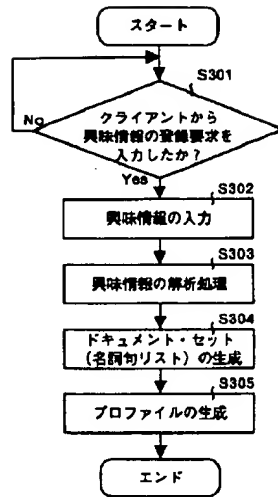 スタート
S301
クライアントから
興味情報の登録要求を
入力したか？
No
Yes
S302
興味情報の入力
S303
興味情報の解析処理
S304
ドキュメント・セット
(名詞句リスト)の生成
S305
プロファイルの生成
エンド